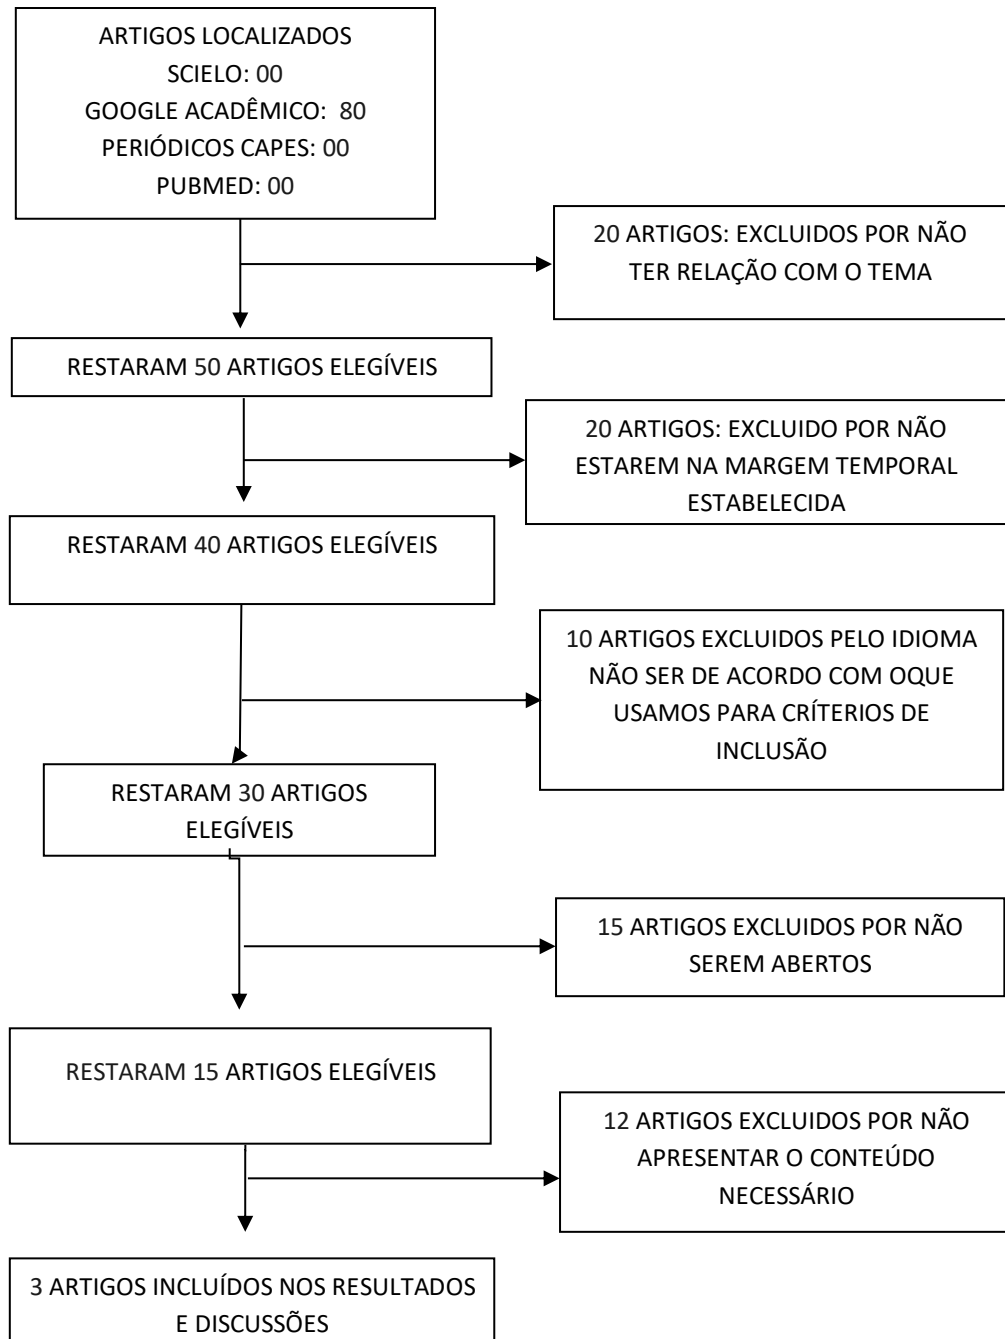 ARTIGOS LOCALIZADOS
SCIELO: 00
GOOGLE ACADÊMICO: 80
PERIÓDICOS CAPES: 00
PUBMED: 00
20 ARTIGOS: EXCLUIDOS POR NÃO
TER RELAÇÃO COM O TEMA
RESTARAM 50 ARTIGOS ELEGÍVEIS
20 ARTIGOS: EXCLUIDO POR NÃO
ESTAREM NA MARGEM TEMPORAL
ESTABELECIDA
RESTARAM 40 ARTIGOS ELEGÍVEIS
10 ARTIGOS EXCLUIDOS PELO IDIOMA
NÃO SER DE ACORDO COM OQUE
USAMOS PARA CRÍTERIOS DE
INCLUSÃO
RESTARAM 30 ARTIGOS
ELEGÍVEIS
15 ARTIGOS EXCLUIDOS POR NÃO
SEREM ABERTOS
RESTARAM 15 ARTIGOS ELEGÍVEIS
12 ARTIGOS EXCLUIDOS POR NÃO
APRESENTAR O CONTEÚDO
NECESSÁRIO
3 ARTIGOS INCLUÍDOS NOS RESULTADOS
E DISCUSSÕES